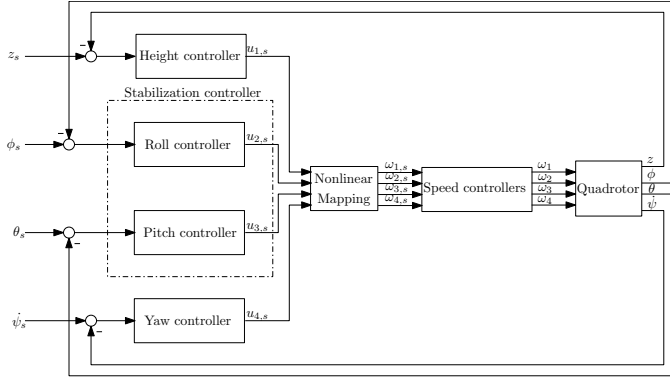 z_s
Height controller
u_{1,s}
Stabilization controller
ϕ_s
Roll controller
u_{2,s}
θ_s
Pitch controller
u_{3,s}
ψ̇_s
Yaw controller
u_{4,s}
Nonlinear
Mapping
ω_{1,s}
ω_{2,s}
ω_{3,s}
ω_{4,s}
Speed controllers
ω_1
ω_2
ω_3
ω_4
Quadrotor
z
ϕ
θ
ψ̇